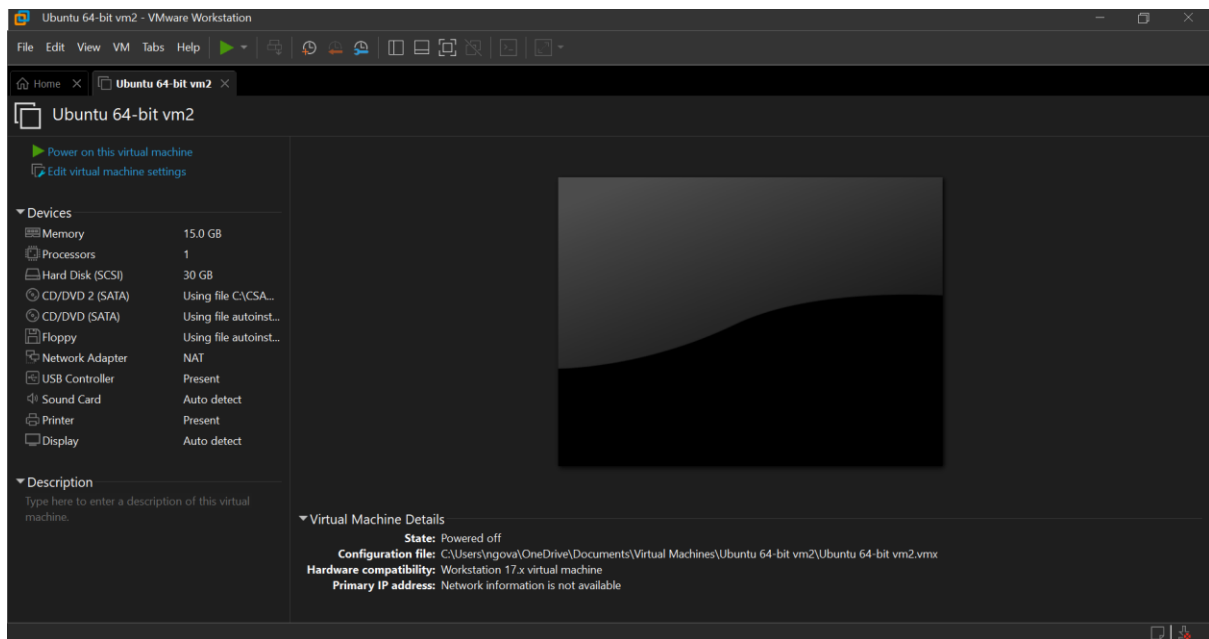 Ubuntu 64-bit vm2 - VMware Workstation
File Edit View VM Tabs Help
Home
Ubuntu 64-bit vm2
Ubuntu 64-bit vm2
Power on this virtual machine
Edit virtual machine settings
Devices
Memory 15.0 GB
Processors 1
Hard Disk (SCSI) 30 GB
CD/DVD 2 (SATA) Using file C:\CSA...
CD/DVD (SATA) Using file autoinst...
Floppy Using file autoinst...
Network Adapter NAT
USB Controller Present
Sound Card Auto detect
Printer Present
Display Auto detect
Description
Type here to enter a description of this virtual
machine.
Virtual Machine Details
State: Powered off
Configuration file: C:\Users\ngova\OneDrive\Documents\Virtual Machines\Ubuntu 64-bit vm2\Ubuntu 64-bit vm2.vmx
Hardware compatibility: Workstation 17.x virtual machine
Primary IP address: Network information is not available